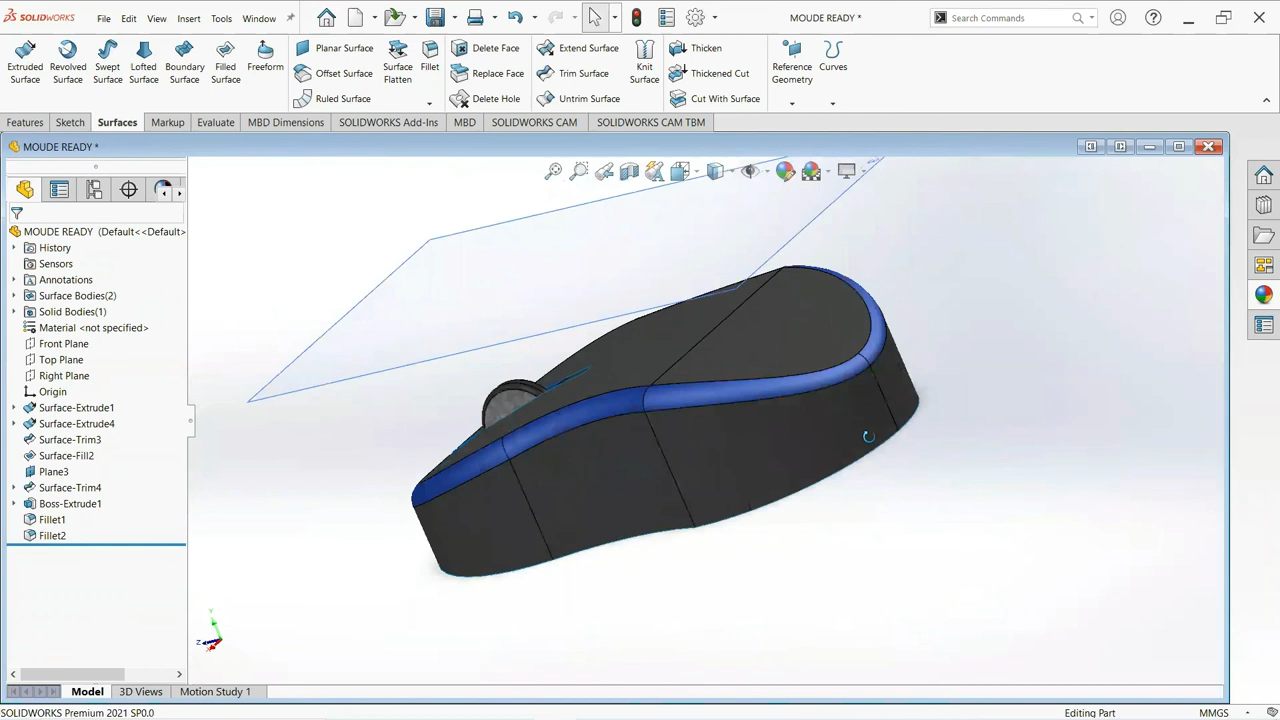 SOLIDWORKS
File Edit View Insert Tools Window
MOUDE READY *
Search Commands
Extruded Surface
Revolved Surface
Swept Surface
Lofted Surface
Boundary Surface
Filled Surface
Freeform
Planar Surface
Offset Surface
Ruled Surface
Surface Flatten
Fillet
Delete Face
Replace Face
Delete Hole
Extend Surface
Trim Surface
Untrim Surface
Knit Surface
Thicken
Thickened Cut
Cut With Surface
Reference Geometry
Curves
Features Sketch Surfaces Markup Evaluate MBD Dimensions SOLIDWORKS Add-Ins MBD SOLIDWORKS CAM SOLIDWORKS CAM TBM
MOUDE READY *
MOUDE READY (Default<<Default>
History
Sensors
Annotations
Surface Bodies(2)
Solid Bodies(1)
Material <not specified>
Front Plane
Top Plane
Right Plane
Origin
Surface-Extrude1
Surface-Extrude4
Surface-Trim3
Surface-Fill2
Plane3
Surface-Trim4
Boss-Extrude1
Fillet1
Fillet2
Y
Z
Model 3D Views Motion Study 1
SOLIDWORKS Premium 2021 SP0.0
Editing Part
MMGS